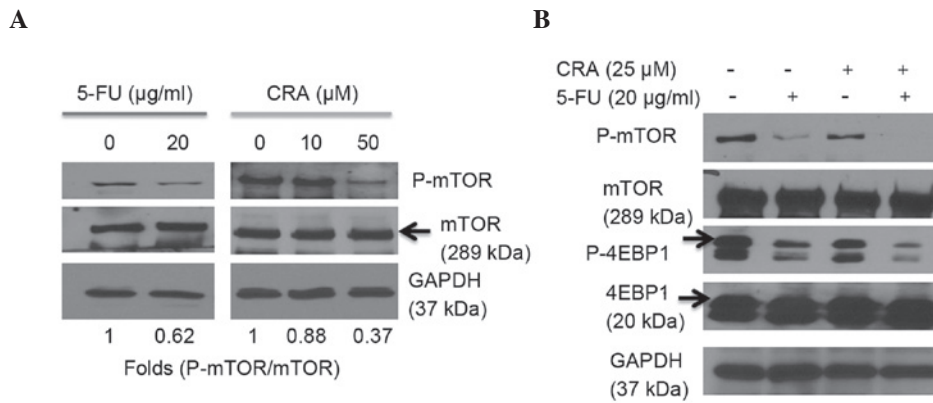 A
5-FU (µg/ml) CRA (µM)
0 20 0 10 50
P-mTOR
mTOR
(289 kDa)
GAPDH
(37 kDa)
1 0.62 1 0.88 0.37
Folds (P-mTOR/mTOR)
B
CRA (25 µM) - - + +
5-FU (20 µg/ml) - + - +
P-mTOR
mTOR
(289 kDa)
P-4EBP1
4EBP1
(20 kDa)
GAPDH
(37 kDa)